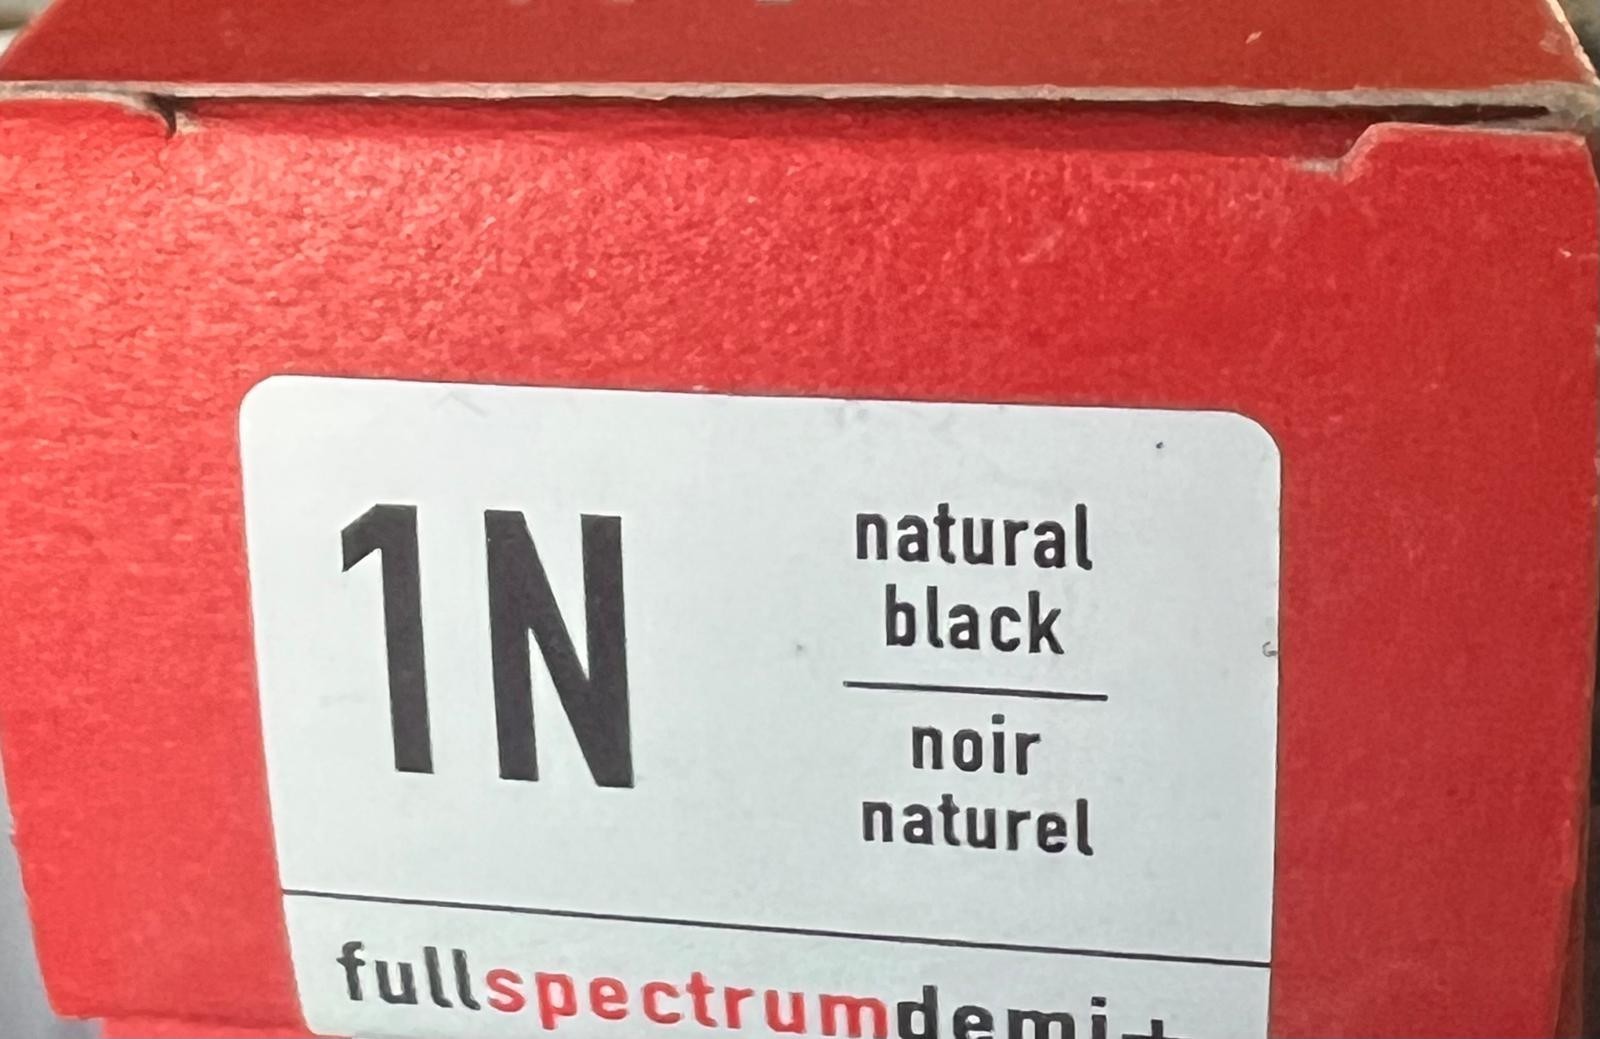 1N
natural
black
noir
naturel
fullspectrumdemi+